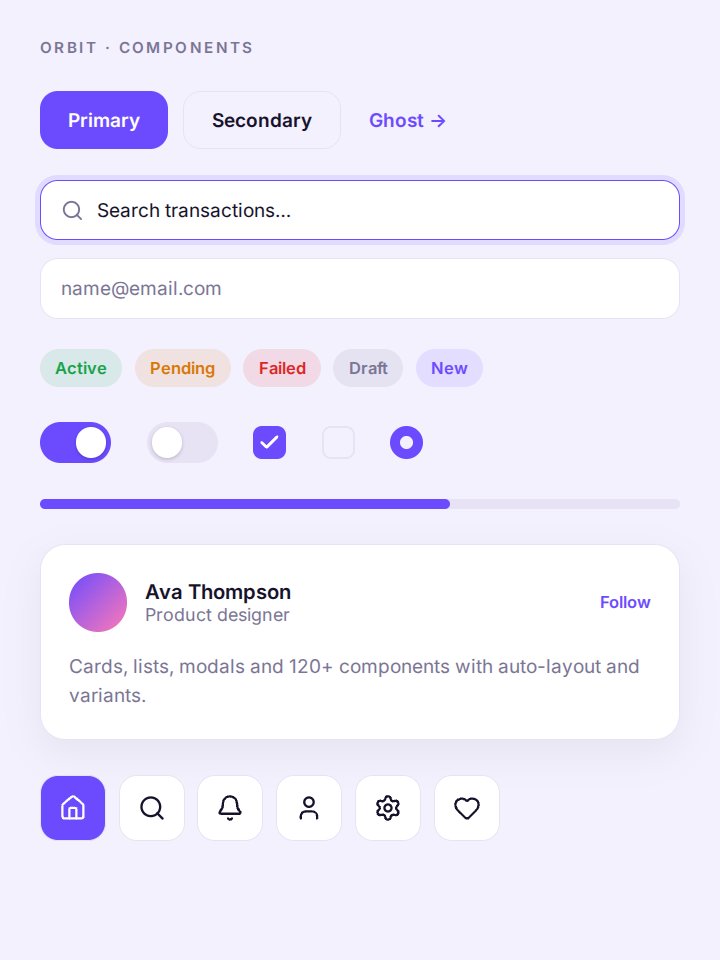 ORBIT · COMPONENTS
Primary Secondary Ghost →
Search transactions...
name@email.com
Active Pending Failed Draft New
Ava Thompson
Product designer
Follow
Cards, lists, modals and 120+ components with auto-layout and
variants.